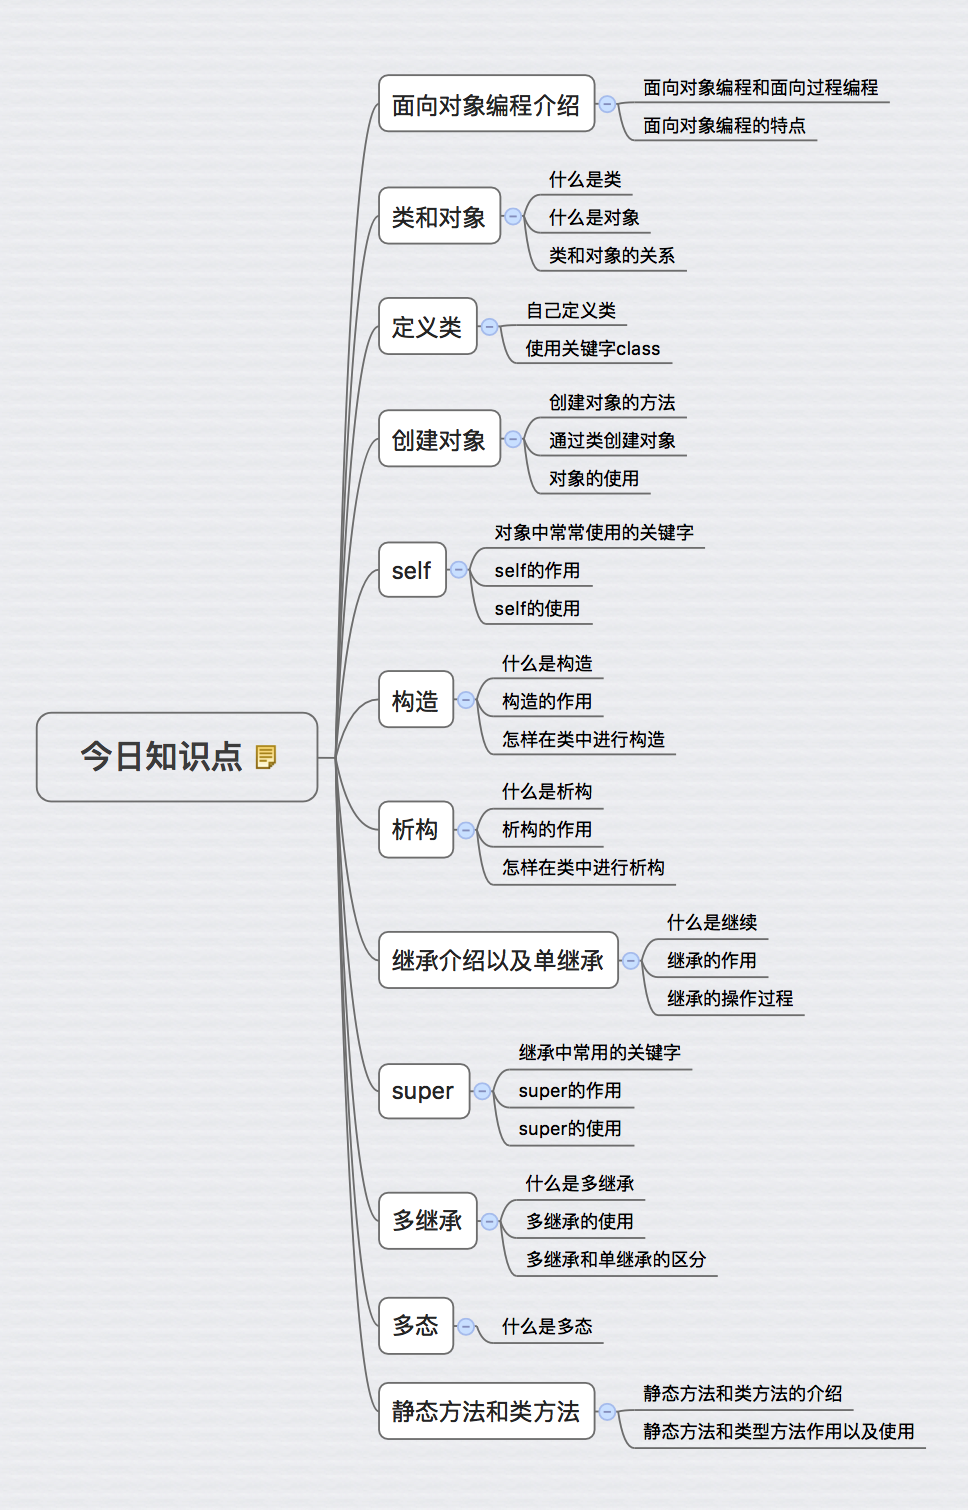 今日知识点
面向对象编程介绍
面向对象编程和面向过程编程
面向对象编程的特点
类和对象
什么是类
什么是对象
类和对象的关系
定义类
自己定义类
使用关键字class
创建对象
创建对象的方法
通过类创建对象
对象的使用
self
对象中常常使用的关键字
self的作用
self的使用
构造
什么是构造
构造的作用
怎样在类中进行构造
析构
什么是析构
析构的作用
怎样在类中进行析构
继承介绍以及单继承
什么是继续
继承的作用
继承的操作过程
super
继承中常用的关键字
super的作用
super的使用
多继承
什么是多继承
多继承的使用
多继承和单继承的区分
多态
什么是多态
静态方法和类方法
静态方法和类方法的介绍
静态方法和类型方法作用以及使用